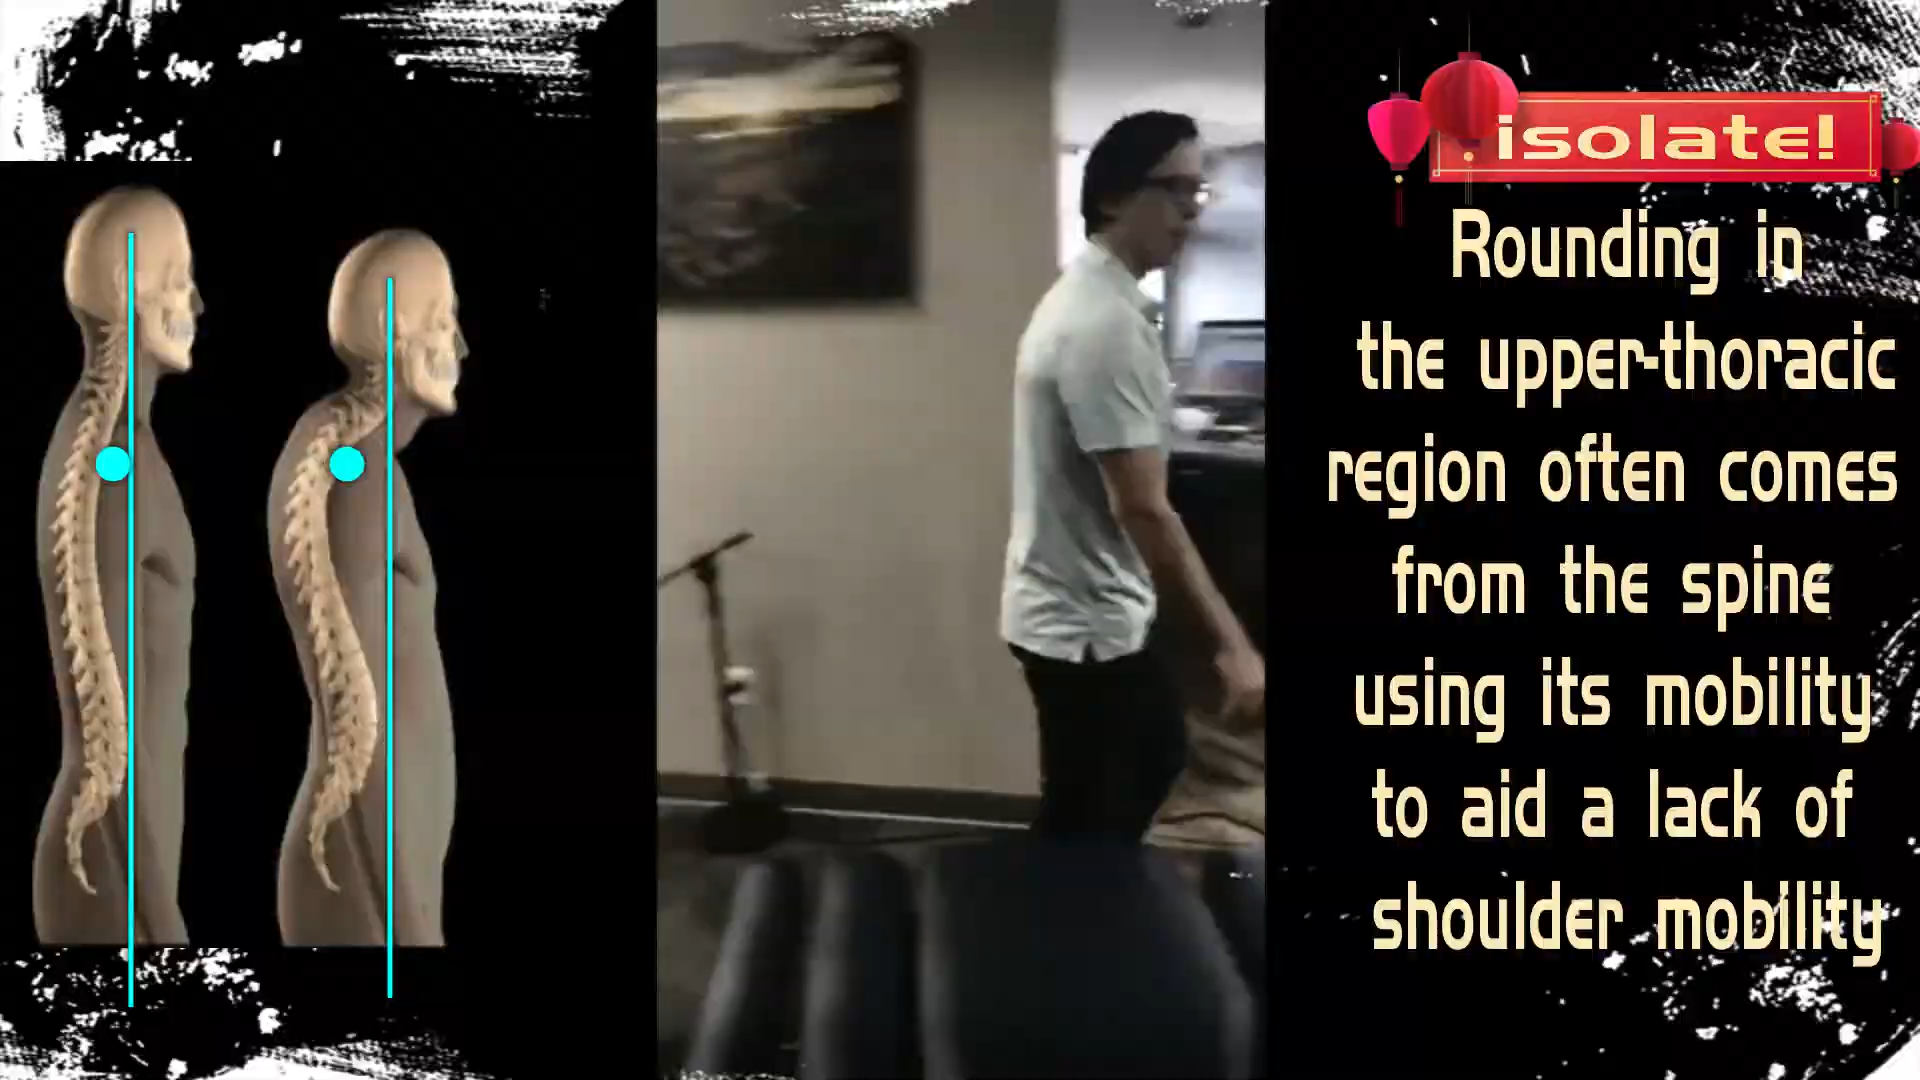 isolate!
Rounding in
the upper-thoracic
region often comes
from the spine
using its mobility
to aid a lack of
shoulder mobility